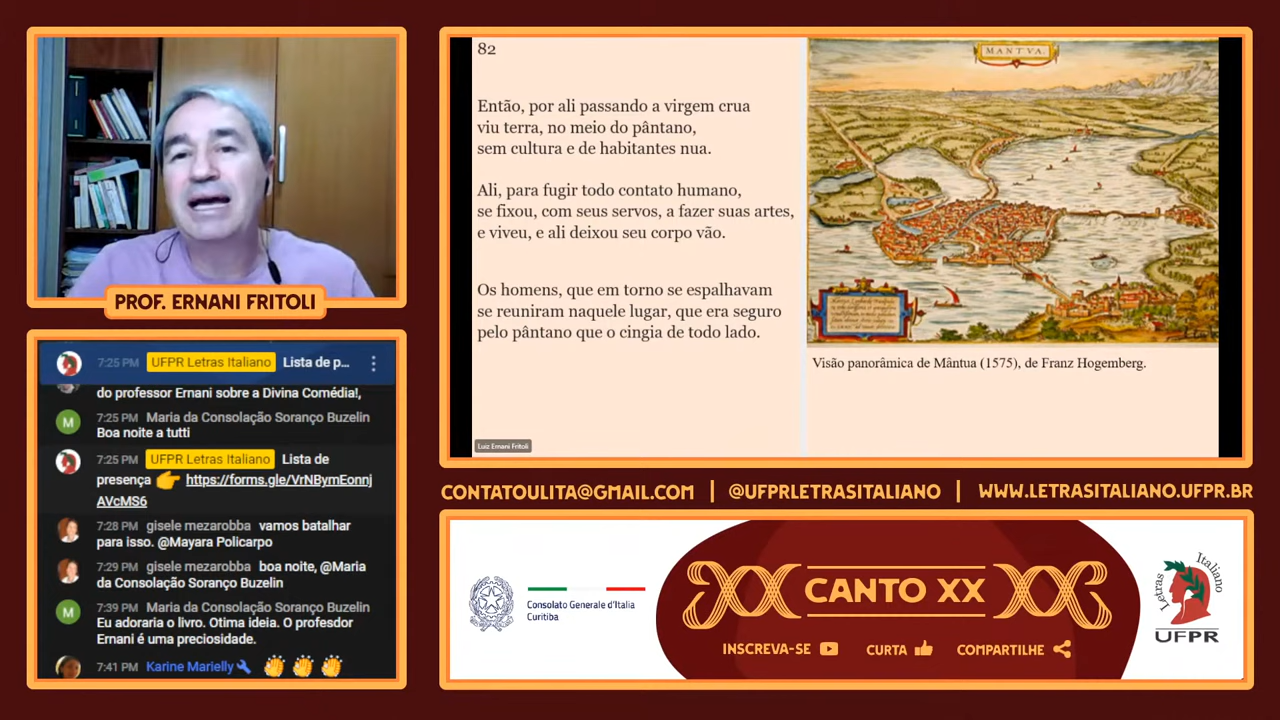 PROF. ERNANI FRITOLI
7:25 PM UFPR Letras Italiano Lista de p...
do professor Ernani sobre a Divina Comédia!,
M 7:25 PM Maria da Consolação Soranço Buzelin
Boa noite a tutti
7:25 PM UFPR Letras Italiano Lista de
presença 👉 https://forms.gle/VrNBymEonnj
AVcMS6
7:28 PM gisele mezarobba vamos batalhar
para isso. @Mayara Policarpo
7:29 PM gisele mezarobba boa noite, @Maria
da Consolação Soranço Buzelin
M 7:39 PM Maria da Consolação Soranço Buzelin
Eu adoraria o livro. Otima ideia. O profesdor
Ernani é uma preciosidade.
7:41 PM Karine Marielly 👏 👏 👏
82
Então, por ali passando a virgem crua
viu terra, no meio do pântano,
sem cultura e de habitantes nua.
Ali, para fugir todo contato humano,
se fixou, com seus servos, a fazer suas artes,
e viveu, e ali deixou seu corpo vão.
Os homens, que em torno se espalhavam
se reuniram naquele lugar, que era seguro
pelo pântano que o cingia de todo lado.
Luiz Ernani Fritoli
MANTVA.
Visão panorâmica de Mântua (1575), de Franz Hogemberg.
CONTATOULITA@GMAIL.COM | @UFPRLETRASITALIANO | WWW.LETRASITALIANO.UFPR.BR
Consolato Generale d'Italia
Curitiba
XX CANTO XX XX
INSCREVA-SE CURTA COMPARTILHE
Letras Italiano
UFPR